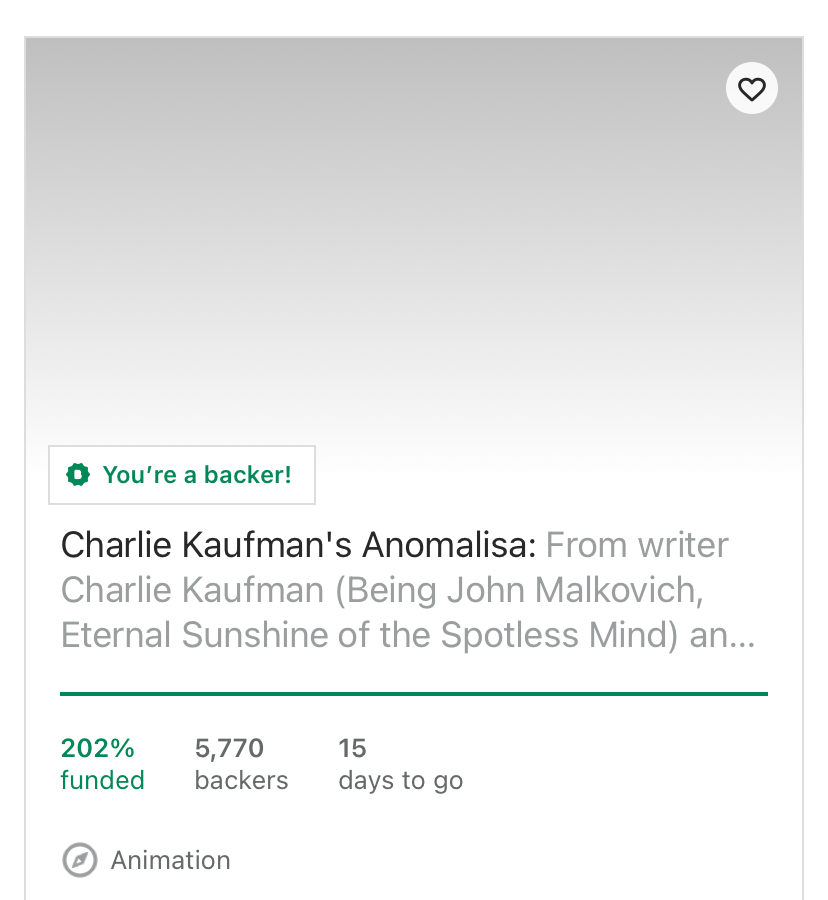 You’re a backer!
Charlie Kaufman's Anomalisa: From writer
Charlie Kaufman (Being John Malkovich,
Eternal Sunshine of the Spotless Mind) an...
202% 5,770 15
funded backers days to go
Animation